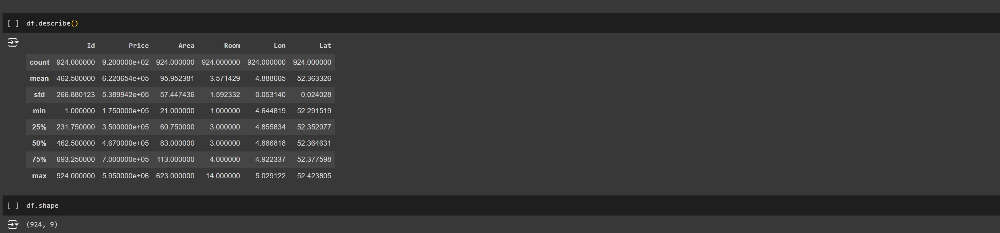 [ ] df.describe()
Id Price Area Room Lon Lat
count 924.000000 9.200000e+02 924.000000 924.000000 924.000000 924.000000
mean 462.500000 6.220654e+05 95.952381 3.571429 4.888605 52.363326
std 266.880123 5.389942e+05 57.447436 1.592332 0.053140 0.024028
min 1.000000 1.750000e+05 21.000000 1.000000 4.644819 52.291519
25% 231.750000 3.500000e+05 60.750000 3.000000 4.855834 52.352077
50% 462.500000 4.670000e+05 83.000000 3.000000 4.886818 52.364631
75% 693.250000 7.000000e+05 113.000000 4.000000 4.922337 52.377598
max 924.000000 5.950000e+06 623.000000 14.000000 5.029122 52.423805
[ ] df.shape
(924, 9)